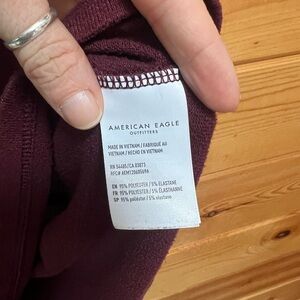 AMERICAN EAGLE
OUTFITTERS
MADE IN VIETNAM / FABRIQUÉ AU
VIETNAM / HECHO EN VIETNAM
RN 54485/CA 03073
EN 95% POLYESTER / 5% ELASTANE
FR 95% POLYESTER / 5% ÉLASTHANNE
SP 95% poliéster / 5% elastane